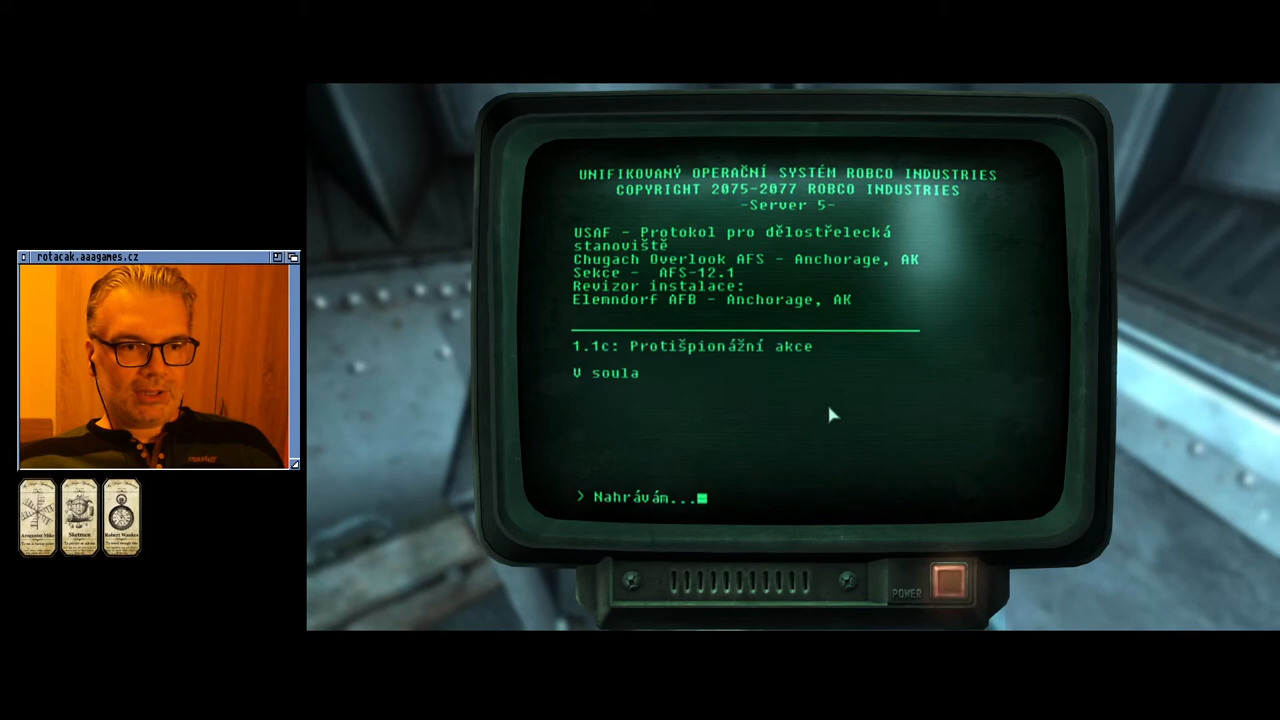 rotacak.aaagames.cz
UNIFIKOVANÝ OPERAČNÍ SYSTÉM ROBCO INDUSTRIES
COPYRIGHT 2075-2077 ROBCO INDUSTRIES
-Server 5-
USAF - Protokol pro dělostřelecká
stanoviště
Chugach Overlook AFS - Anchorage, AK
Sekce - AFS-12.1
Revizor instalace:
Elemndorf AFB - Anchorage, AK
1.1c: Protišpionážní akce
V soula
> Nahrávám...
POWER
Sketmen